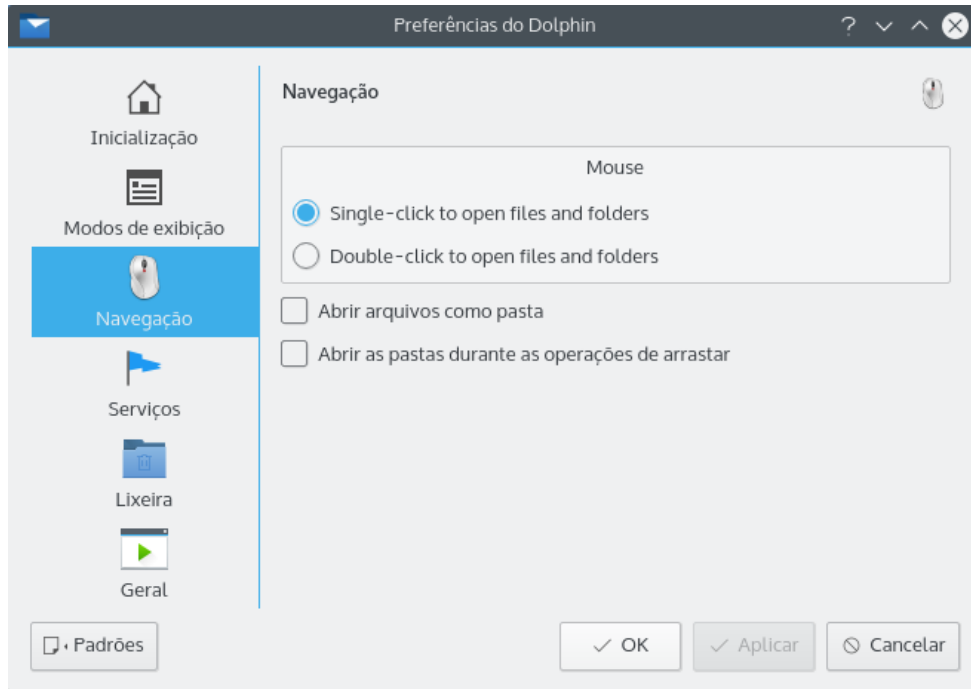 Preferências do Dolphin
Inicialização
Modos de exibição
Navegação
Serviços
Lixeira
Geral
Navegação
Mouse
Single-click to open files and folders
Double-click to open files and folders
Abrir arquivos como pasta
Abrir as pastas durante as operações de arrastar
Padrões
OK
Aplicar
Cancelar